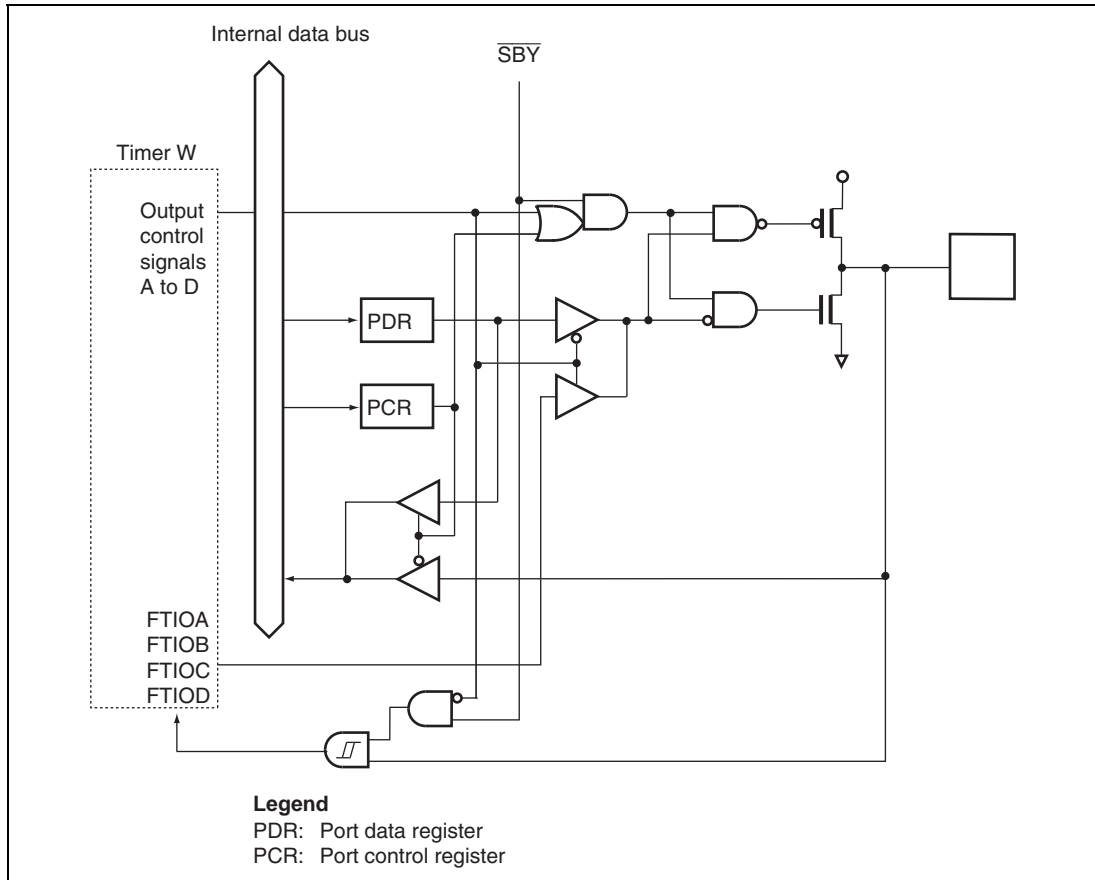 Internal data bus
SBY
Timer W
Output
control
signals
A to D
PDR
PCR
FTIOA
FTIOB
FTIOC
FTIOD
Legend
PDR: Port data register
PCR: Port control register